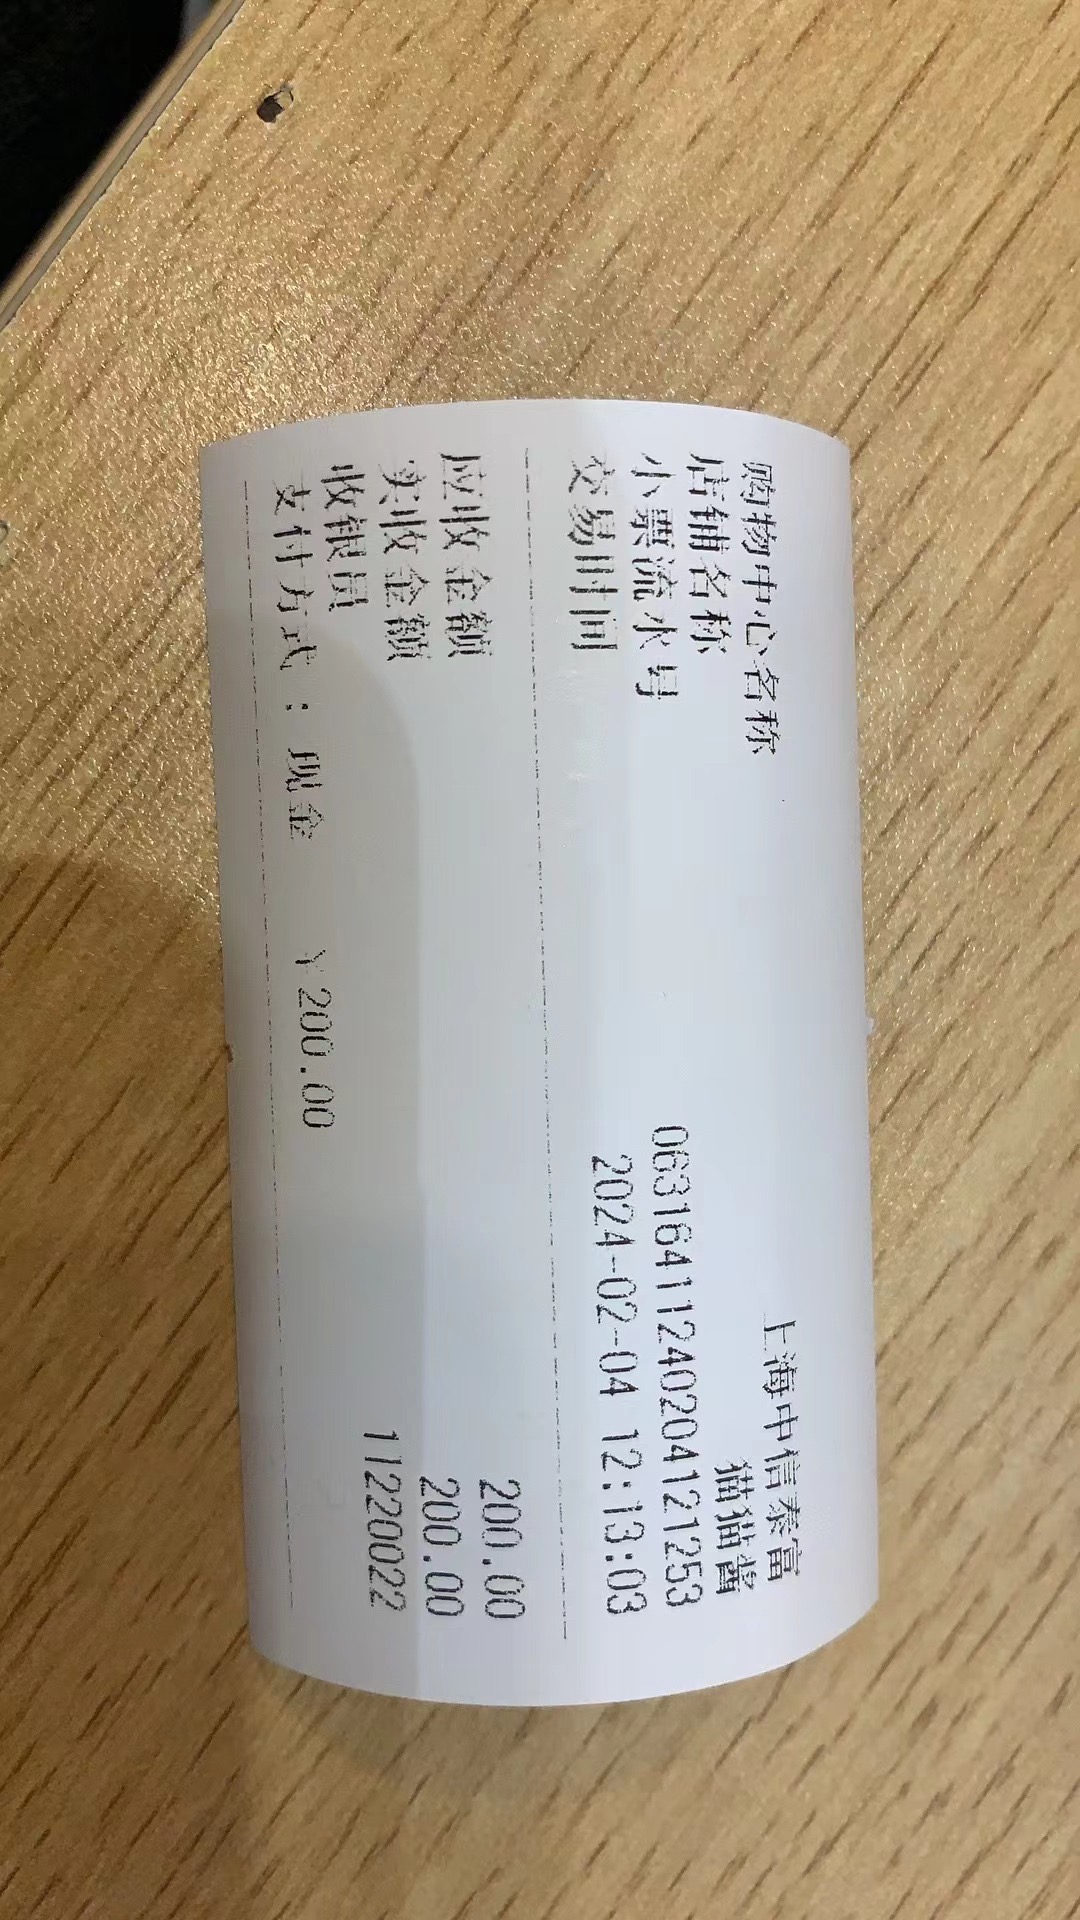 购物中心名称 上海中信泰富
店铺名称 猫猫酱
小票流水号 06316411240204121253
交易时间 2024-02-04 12:13:03
应收金额 200.00
实收金额 200.00
收银员 11220022
支付方式：现金 ￥200.00